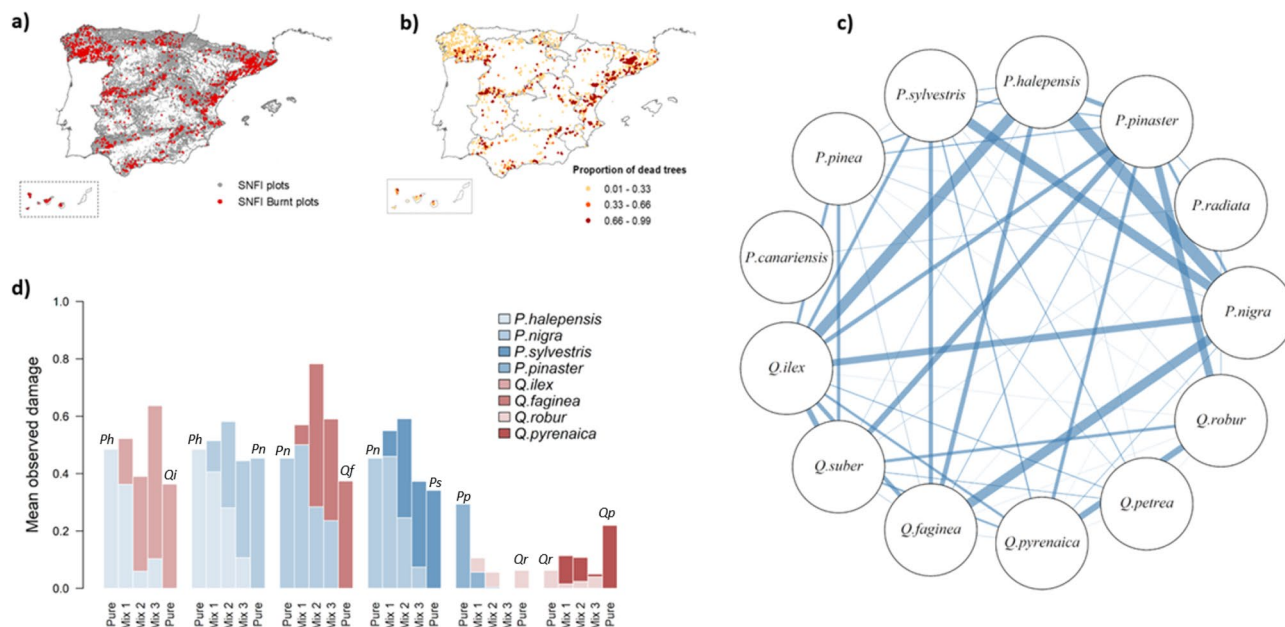 a)
SNFI plots
SNFI Burnt plots
b)
Proportion of dead trees
0.01 - 0.33
0.33 - 0.66
0.66 - 0.99
c)
P.halepensis
P.sylvestris
P.pinaster
P.pinea
P.radiata
P.canariensis
P.nigra
Q.ilex
Q.robur
Q.suber
Q.petrea
Q.faginea
Q.pyrenaica
d)
Mean observed damage
1.0
0.8
0.6
0.4
0.2
0.0
P.halepensis
P.nigra
P.sylvestris
P.pinaster
Q.ilex
Q.faginea
Q.robur
Q.pyrenaica
Ph
Qi
Ph
Pn
Pn
Qf
Pn
Ps
Pp
Qr
Qr
Qp
Pure
Mix 1
Mix 2
Mix 3
Pure
Pure
Mix 1
Mix 2
Mix 3
Pure
Pure
Mix 1
Mix 2
Mix 3
Pure
Pure
Mix 1
Mix 2
Mix 3
Pure
Pure
Mix 1
Mix 2
Mix 3
Pure
Pure
Mix 1
Mix 2
Mix 3
Pure